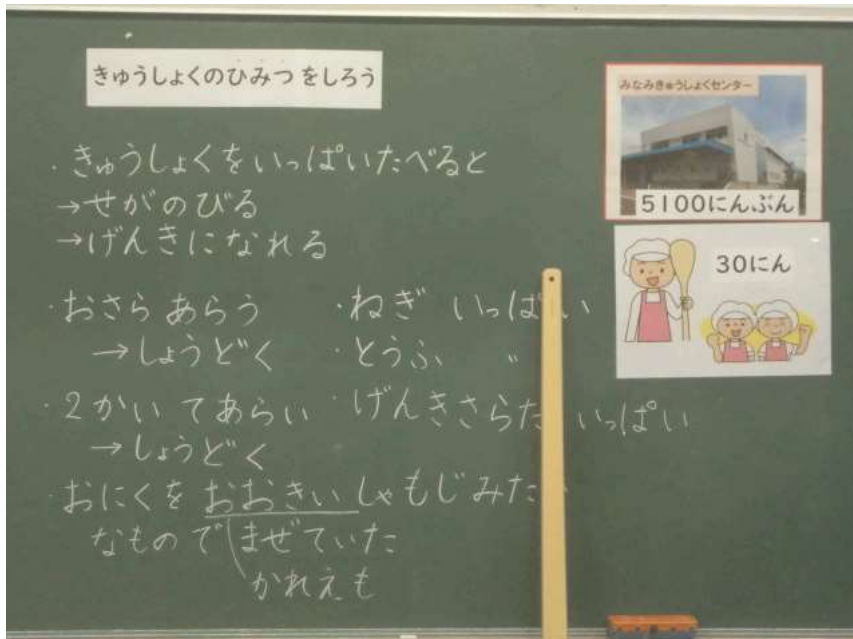 きゅうしょくのひみつをしろう
・きゅうしょくをいっぱいたべると
→せがのびる
→げんきになれる
・おさらあらう
→しょうどく
・2かいてあらい
→しょうどく
・おにくをおおきいしゃもじみた
なものでまぜていた
かれえも
・ねぎ いっぱい
・とうふ 〃
・げんきさらだ いっぱい
みなみきゅうしょくセンター
5100にんぶん
30にん